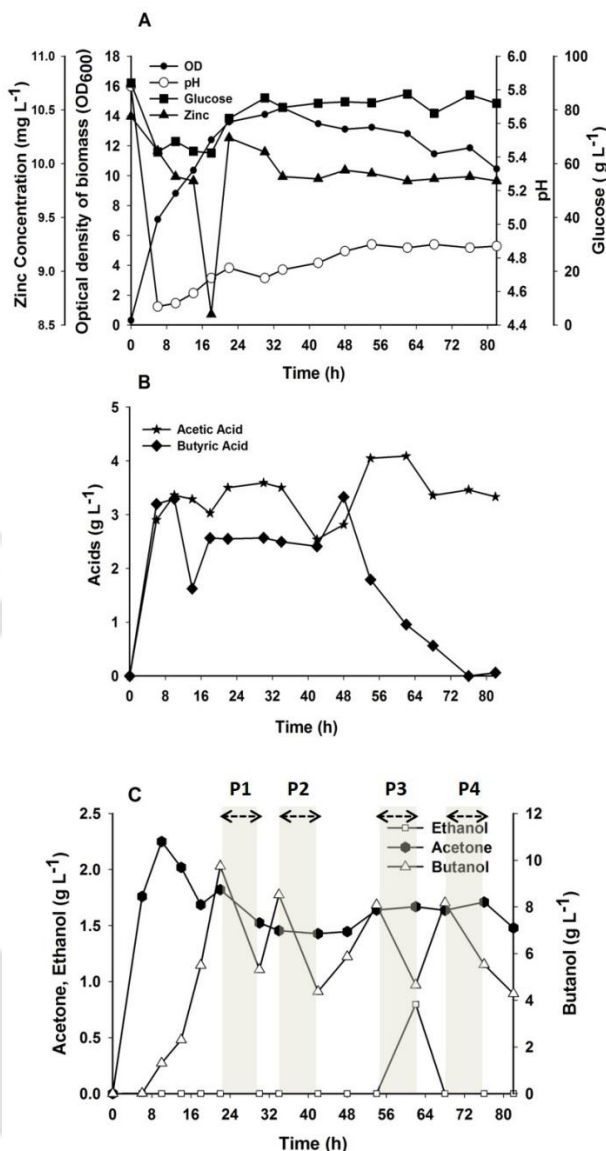 A
OD
pH
Glucose
Zinc
Zinc Concentration (mg L⁻¹)
11.0
10.5
10.0
9.5
9.0
8.5
Optical density of biomass (OD₆₀₀)
18
16
14
12
10
8
6
4
2
0
6.0
5.8
5.6
5.4
5.2
5.0
4.8
4.6
4.4
pH
100
80
60
40
20
0
Glucose ( g L⁻¹)
0 8 16 24 32 40 48 56 64 72 80
Time (h)
B
Acetic Acid
Butyric Acid
Acids (g L⁻¹)
5
4
3
2
1
0
0 8 16 24 32 40 48 56 64 72 80
Time (h)
C
P1 P2 P3 P4
Ethanol
Acetone
Butanol
Acetone, Ethanol (g L⁻¹)
2.5
2.0
1.5
1.0
0.5
0.0
12
10
8
6
4
2
0
Butanol (g L⁻¹)
0 8 16 24 32 40 48 56 64 72 80
Time (h)